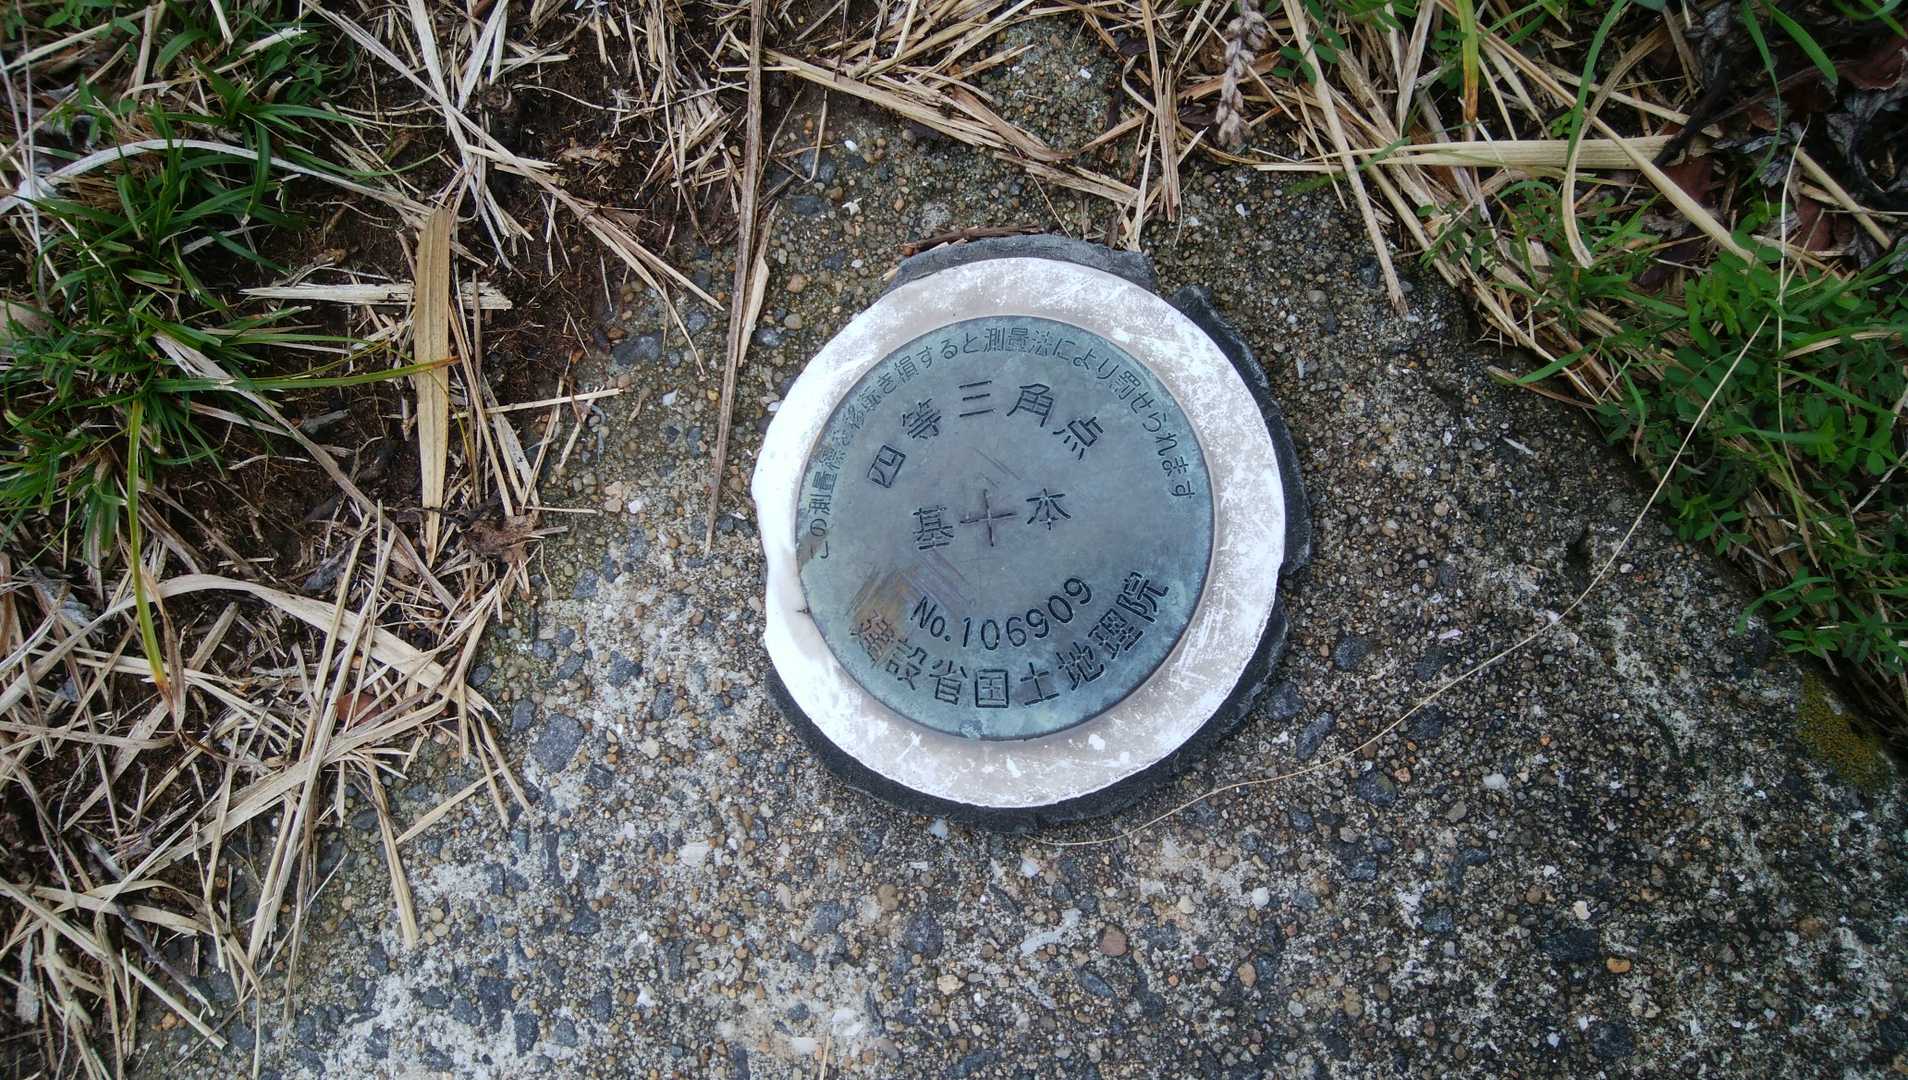 この測量標を移転き損すると測量法により罰せられます
四等三角点
基本
No.106909
建設省国土地理院